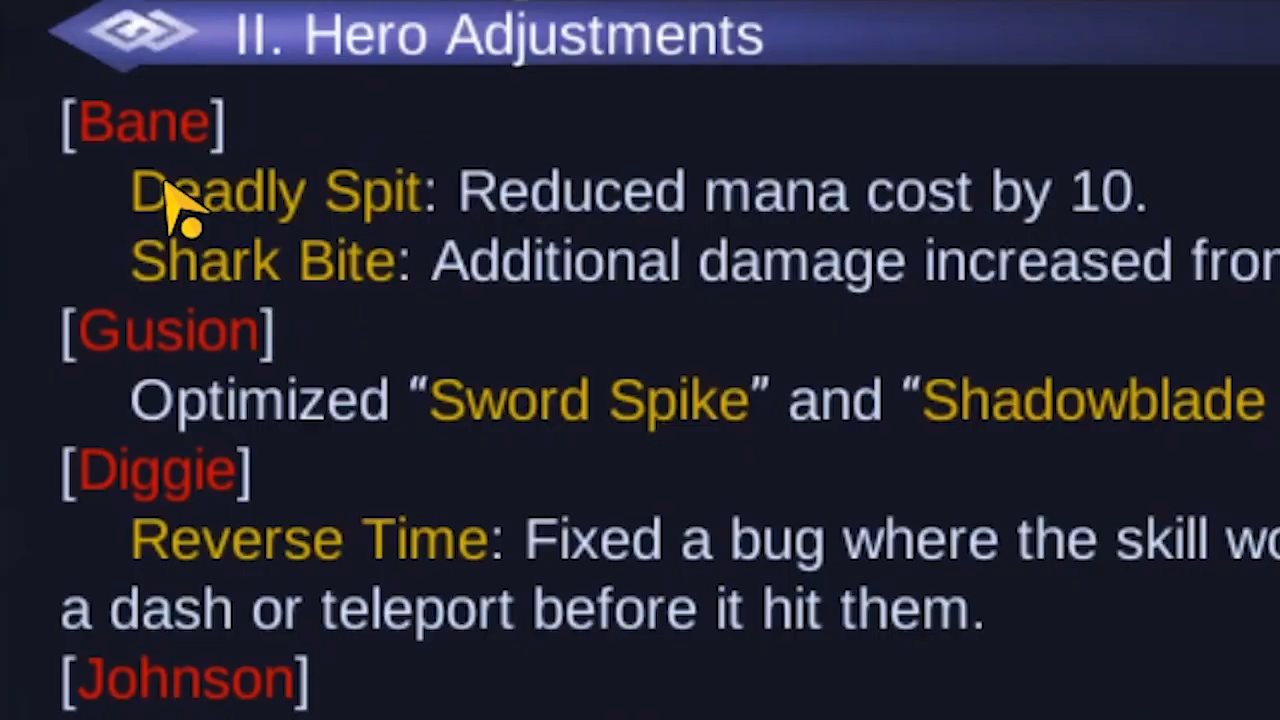 II. Hero Adjustments
[Bane]
Deadly Spit: Reduced mana cost by 10.
Shark Bite: Additional damage increased
[Gusion]
Optimized “Sword Spike” and “Shadowblade
[Diggie]
Reverse Time: Fixed a bug where the skill
a dash or teleport before it hit them.
[Johnson]